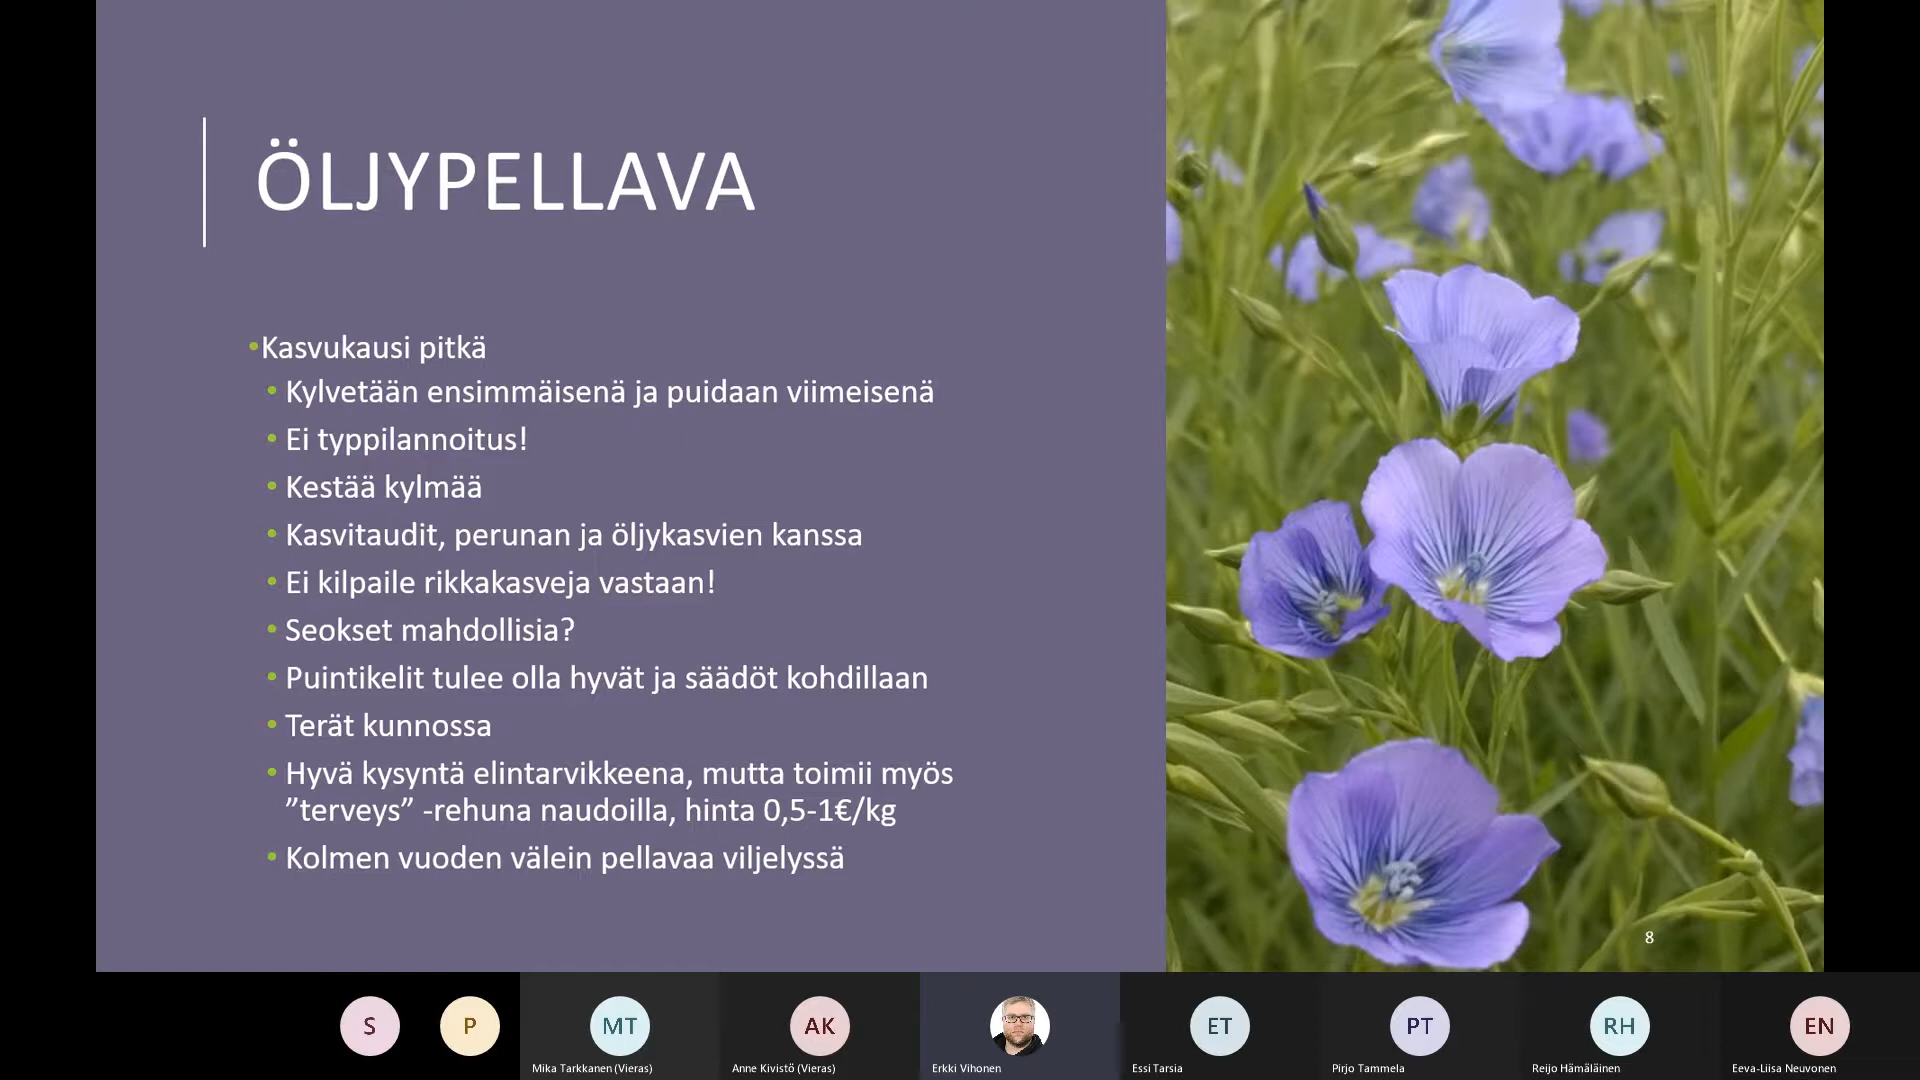 ÖLJYPELLAVA
•Kasvukausi pitkä
• Kylvetään ensimmäisenä ja puidaan viimeisenä
• Ei typpilannoitus!
• Kestää kylmää
• Kasvitaudit, perunan ja öljykasvien kanssa
• Ei kilpaile rikkakasveja vastaan!
• Seokset mahdollisia?
• Puintikelit tulee olla hyvät ja säädöt kohdillaan
• Terät kunnossa
• Hyvä kysyntä elintarvikkeena, mutta toimii myös
”terveys” -rehuna naudoilla, hinta 0,5-1€/kg
• Kolmen vuoden välein pellavaa viljelyssä
8
S
P
MT
AK
ET
PT
RH
EN
Mika Tarkkanen (Vieras)
Anne Kivistö (Vieras)
Erkki Vihonen
Essi Tarsia
Pirjo Tammela
Reijo Hämäläinen
Eeva-Liisa Neuvonen